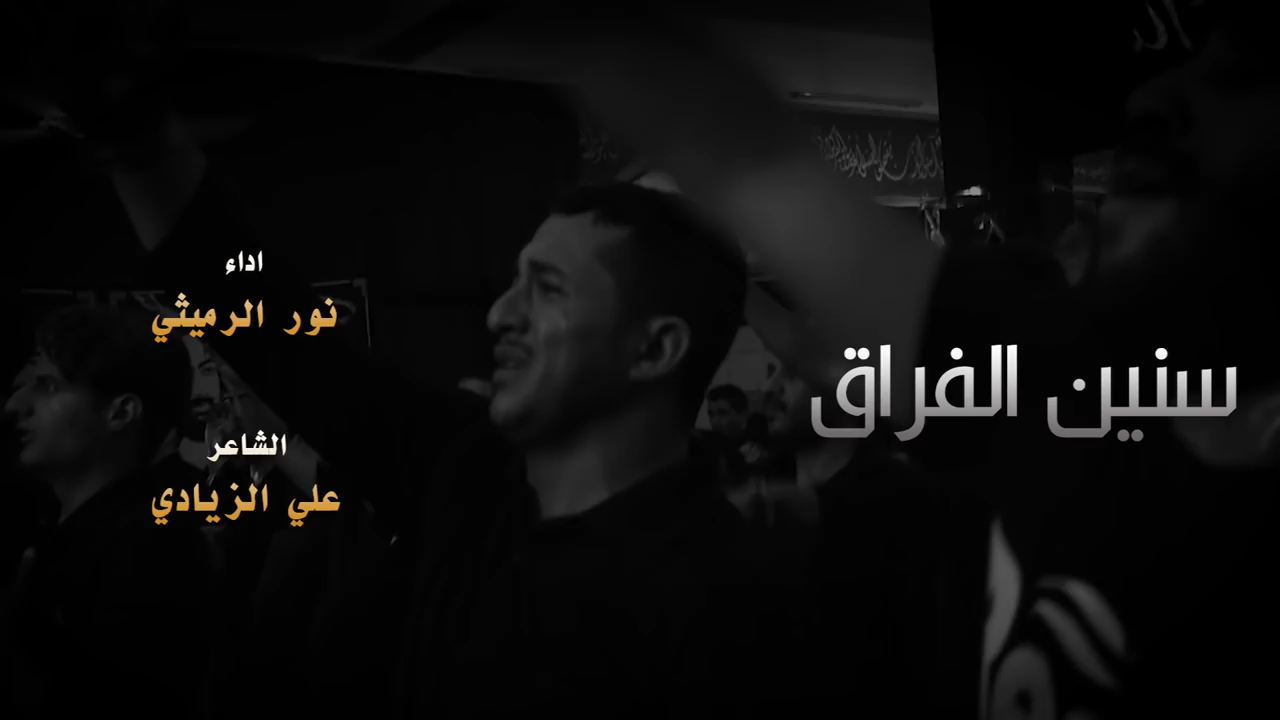 سنين الفراق
اداء
نور الرميثي
الشاعر
علي الزيادي